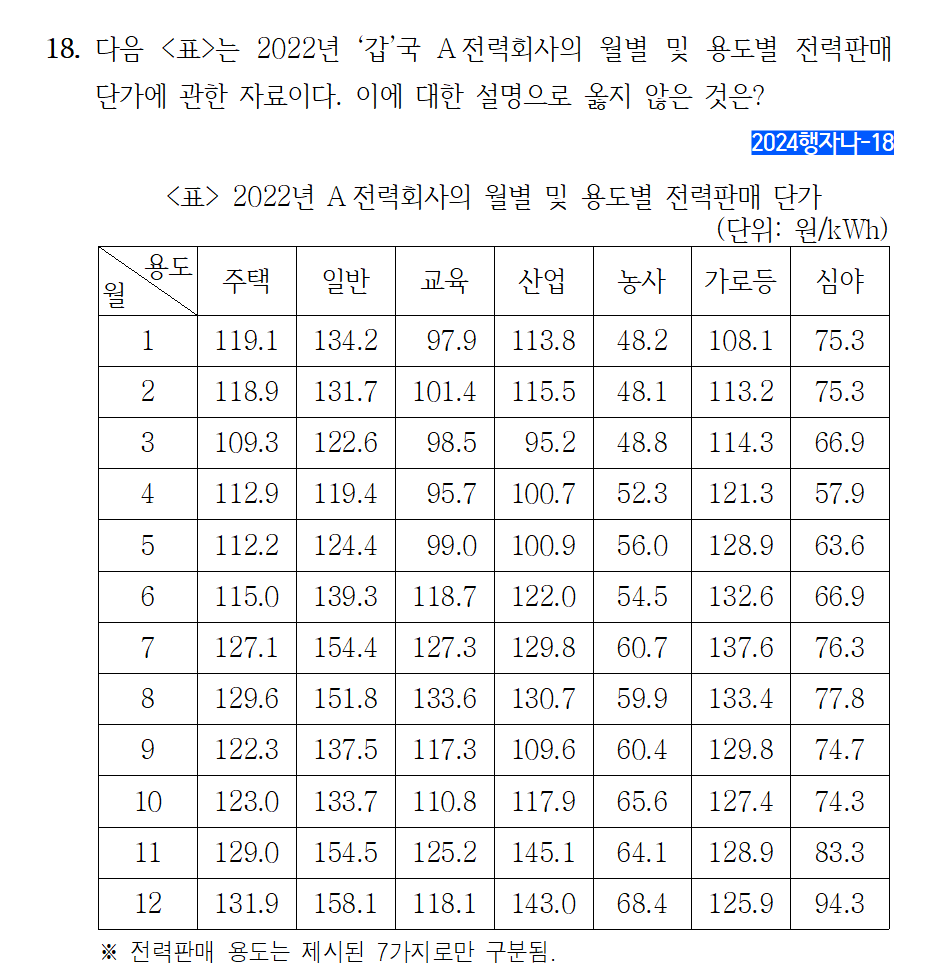 18. 다음 <표>는 2022년 ‘갑’국 A 전력회사의 월별 및 용도별 전력판매
단가에 관한 자료이다. 이에 대한 설명으로 옳지 않은 것은?
2024행자나-18
<표> 2022년 A 전력회사의 월별 및 용도별 전력판매 단가
(단위: 원/kWh)
월 용도 주택 일반 교육 산업 농사 가로등 심야
1 119.1 134.2 97.9 113.8 48.2 108.1 75.3
2 118.9 131.7 101.4 115.5 48.1 113.2 75.3
3 109.3 122.6 98.5 95.2 48.8 114.3 66.9
4 112.9 119.4 95.7 100.7 52.3 121.3 57.9
5 112.2 124.4 99.0 100.9 56.0 128.9 63.6
6 115.0 139.3 118.7 122.0 54.5 132.6 66.9
7 127.1 154.4 127.3 129.8 60.7 137.6 76.3
8 129.6 151.8 133.6 130.7 59.9 133.4 77.8
9 122.3 137.5 117.3 109.6 60.4 129.8 74.7
10 123.0 133.7 110.8 117.9 65.6 127.4 74.3
11 129.0 154.5 125.2 145.1 64.1 128.9 83.3
12 131.9 158.1 118.1 143.0 68.4 125.9 94.3
※ 전력판매 용도는 제시된 7가지로만 구분됨.